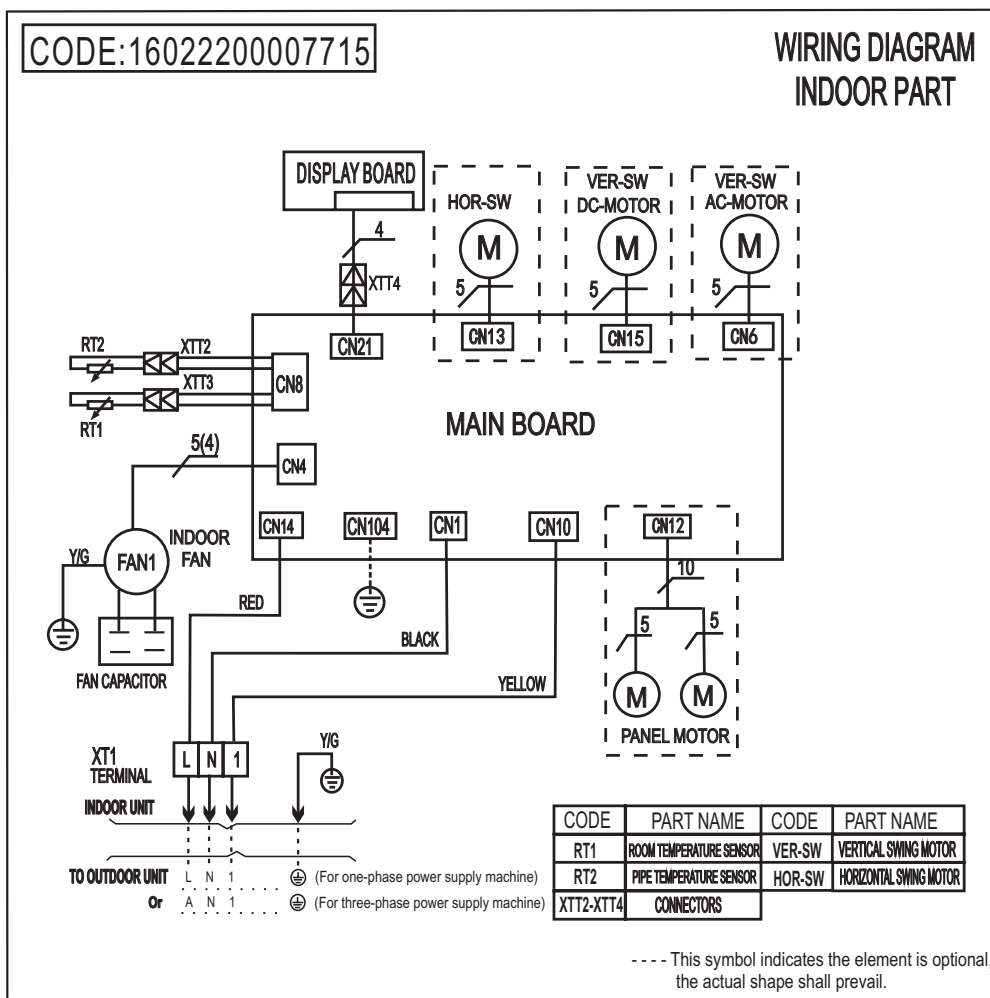 CODE:16022200007715
WIRING DIAGRAM
INDOOR PART
DISPLAY BOARD
4
XTT4
HOR-SW
M
5
VER-SW
DC-MOTOR
M
5
VER-SW
AC-MOTOR
M
5
CN21
CN13
CN15
CN6
RT2
XTT2
XTT3
RT1
CN8
MAIN BOARD
5(4)
CN4
CN14
CN104
CN1
CN10
CN12
INDOOR
FAN
Y/G
FAN1
RED
BLACK
YELLOW
FAN CAPACITOR
10
5
5
M
M
PANEL MOTOR
XT1
TERMINAL
L N 1
Y/G
INDOOR UNIT
TO OUTDOOR UNIT L N 1 (For one-phase power supply machine)
Or A N 1 (For three-phase power supply machine)
CODE PART NAME CODE PART NAME
RT1 ROOM TEMPERATURE SENSOR VER-SW VERTICAL SWING MOTOR
RT2 PIPE TEMPERATURE SENSOR HOR-SW HORIZONTAL SWING MOTOR
XTT2-XTT4 CONNECTORS
- - - - This symbol indicates the element is optional,
the actual shape shall prevail.